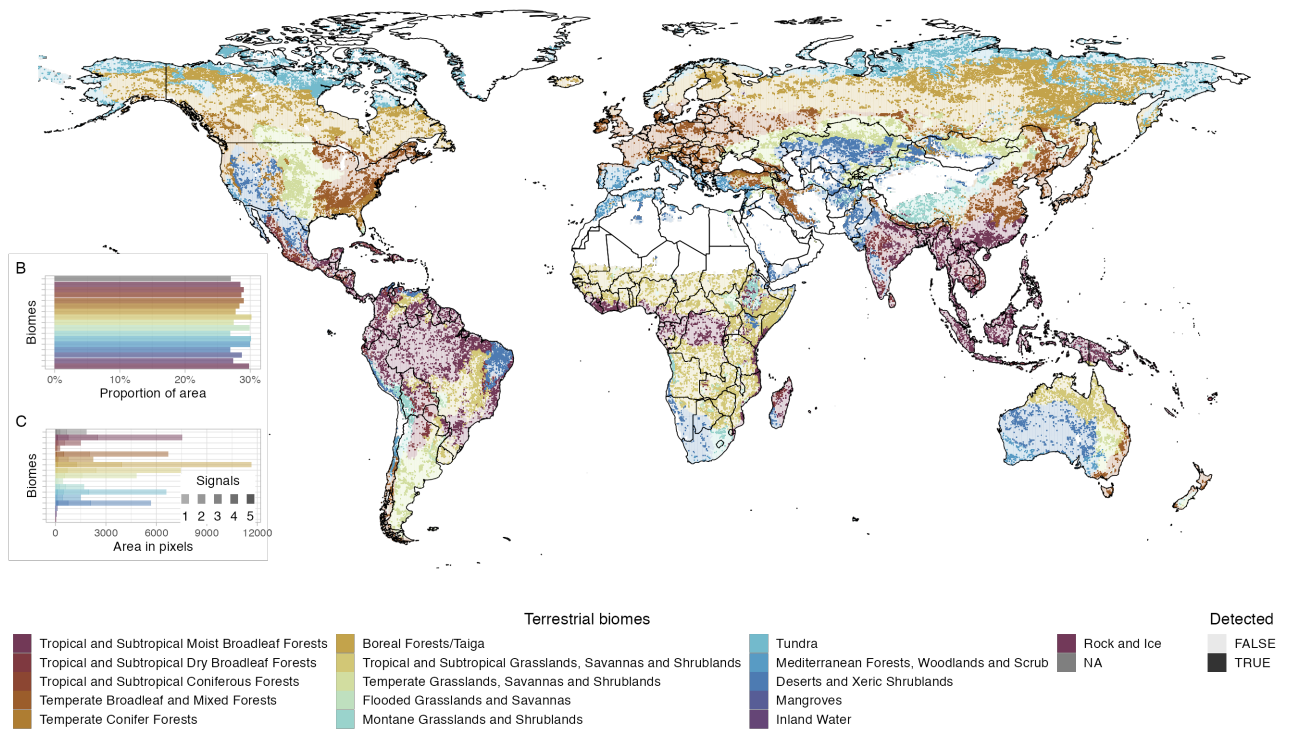 B
Biomes
0% 10% 20% 30%
Proportion of area
C
Biomes
Signals
1 2 3 4 5
0 3000 6000 9000 12000
Area in pixels
Terrestrial biomes
Detected
Tropical and Subtropical Moist Broadleaf Forests
Tropical and Subtropical Dry Broadleaf Forests
Tropical and Subtropical Coniferous Forests
Temperate Broadleaf and Mixed Forests
Temperate Conifer Forests
Boreal Forests/Taiga
Tropical and Subtropical Grasslands, Savannas and Shrublands
Temperate Grasslands, Savannas and Shrublands
Flooded Grasslands and Savannas
Montane Grasslands and Shrublands
Tundra
Mediterranean Forests, Woodlands and Scrub
Deserts and Xeric Shrublands
Mangroves
Inland Water
Rock and Ice
NA
FALSE
TRUE